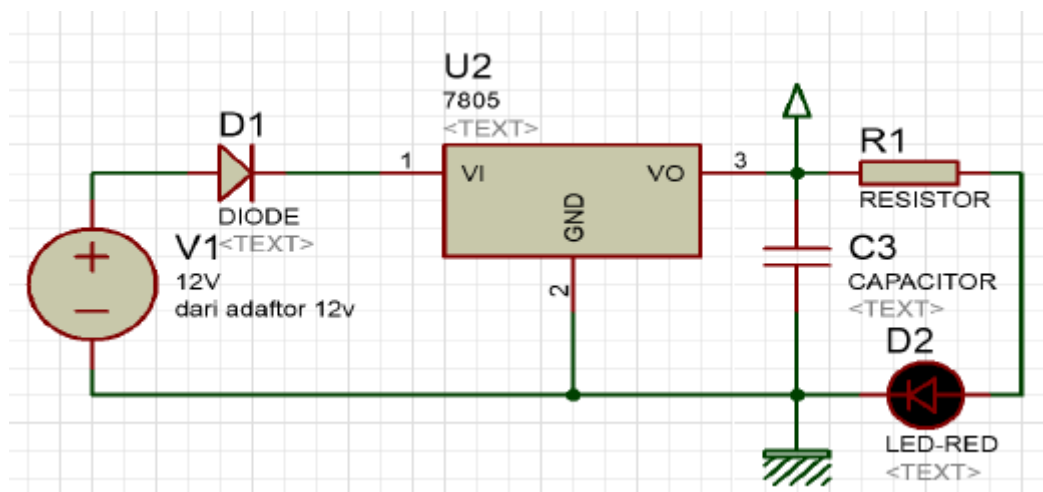 U2
7805
<TEXT>
D1
DIODE
<TEXT>
1
VI
VO
3
GND
2
R1
RESISTOR
V1
12V
dari adaftor 12v
C3
CAPACITOR
<TEXT>
D2
LED-RED
<TEXT>